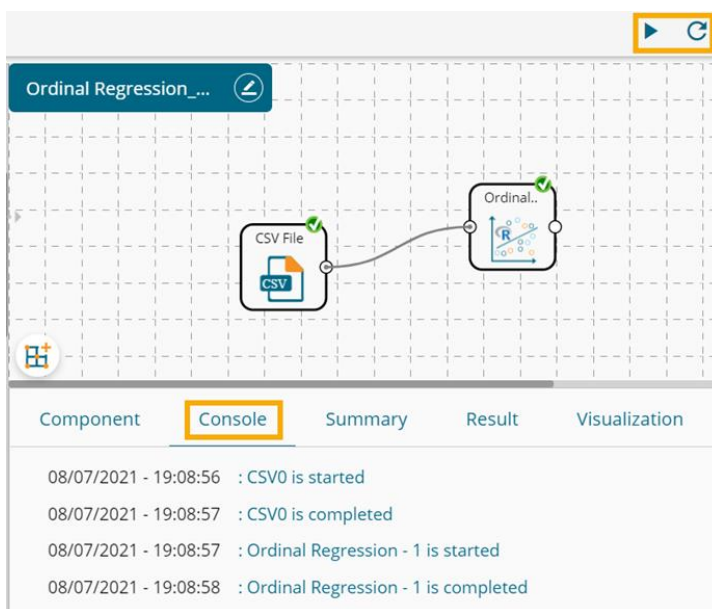 Ordinal Regression_...
Ordinal..
R
CSV File
CSV
Component Console Summary Result Visualization
08/07/2021 - 19:08:56 : CSV0 is started
08/07/2021 - 19:08:57 : CSV0 is completed
08/07/2021 - 19:08:57 : Ordinal Regression - 1 is started
08/07/2021 - 19:08:58 : Ordinal Regression - 1 is completed